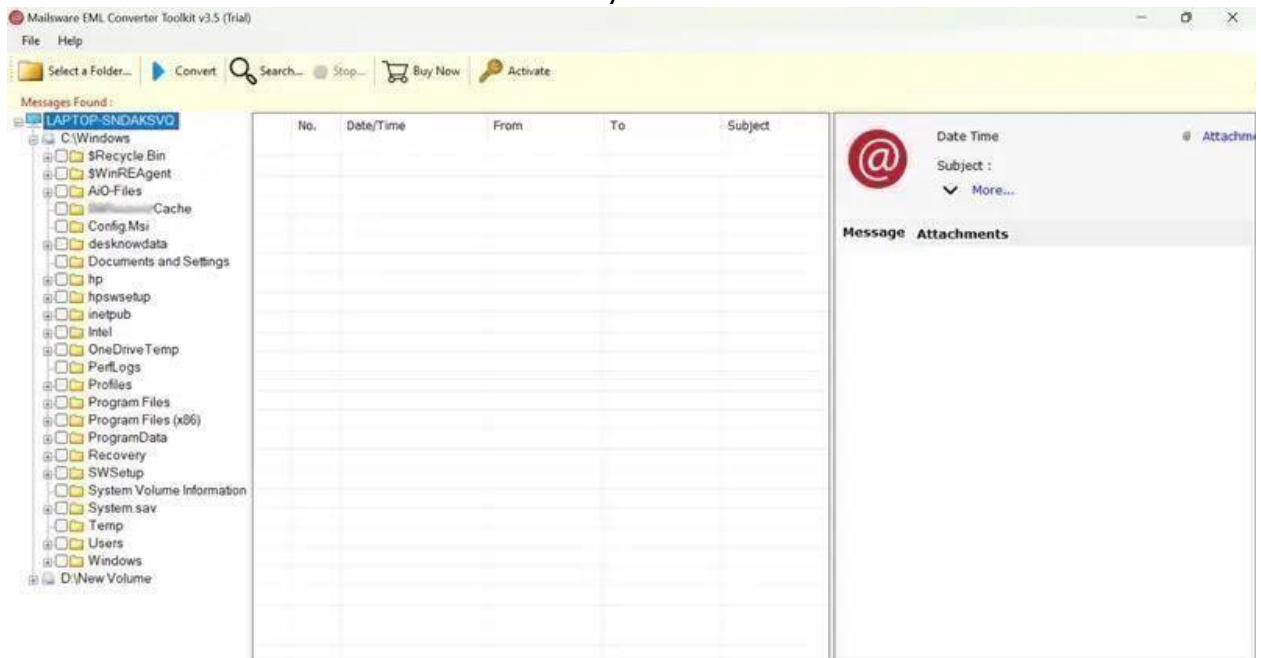 Mailsware EML Converter Toolkit v3.5 (Trial)
File Help
Select a Folder... Convert Search... Stop... Buy Now Activate
Messages Found :
LAPTOP-SNDAKSVQ
C:\Windows
$Recycle.Bin
$WinREAgent
AiO-Files
Cache
Config.Msi
desknowdata
Documents and Settings
hp
hpswsetup
inetpub
Intel
OneDriveTemp
PerfLogs
Profiles
Program Files
Program Files (x86)
ProgramData
Recovery
SWSetup
System Volume Information
System.sav
Temp
Users
Windows
D:\New Volume
No. Date/Time From To Subject
Date Time Attachme
Subject :
More...
Message Attachments